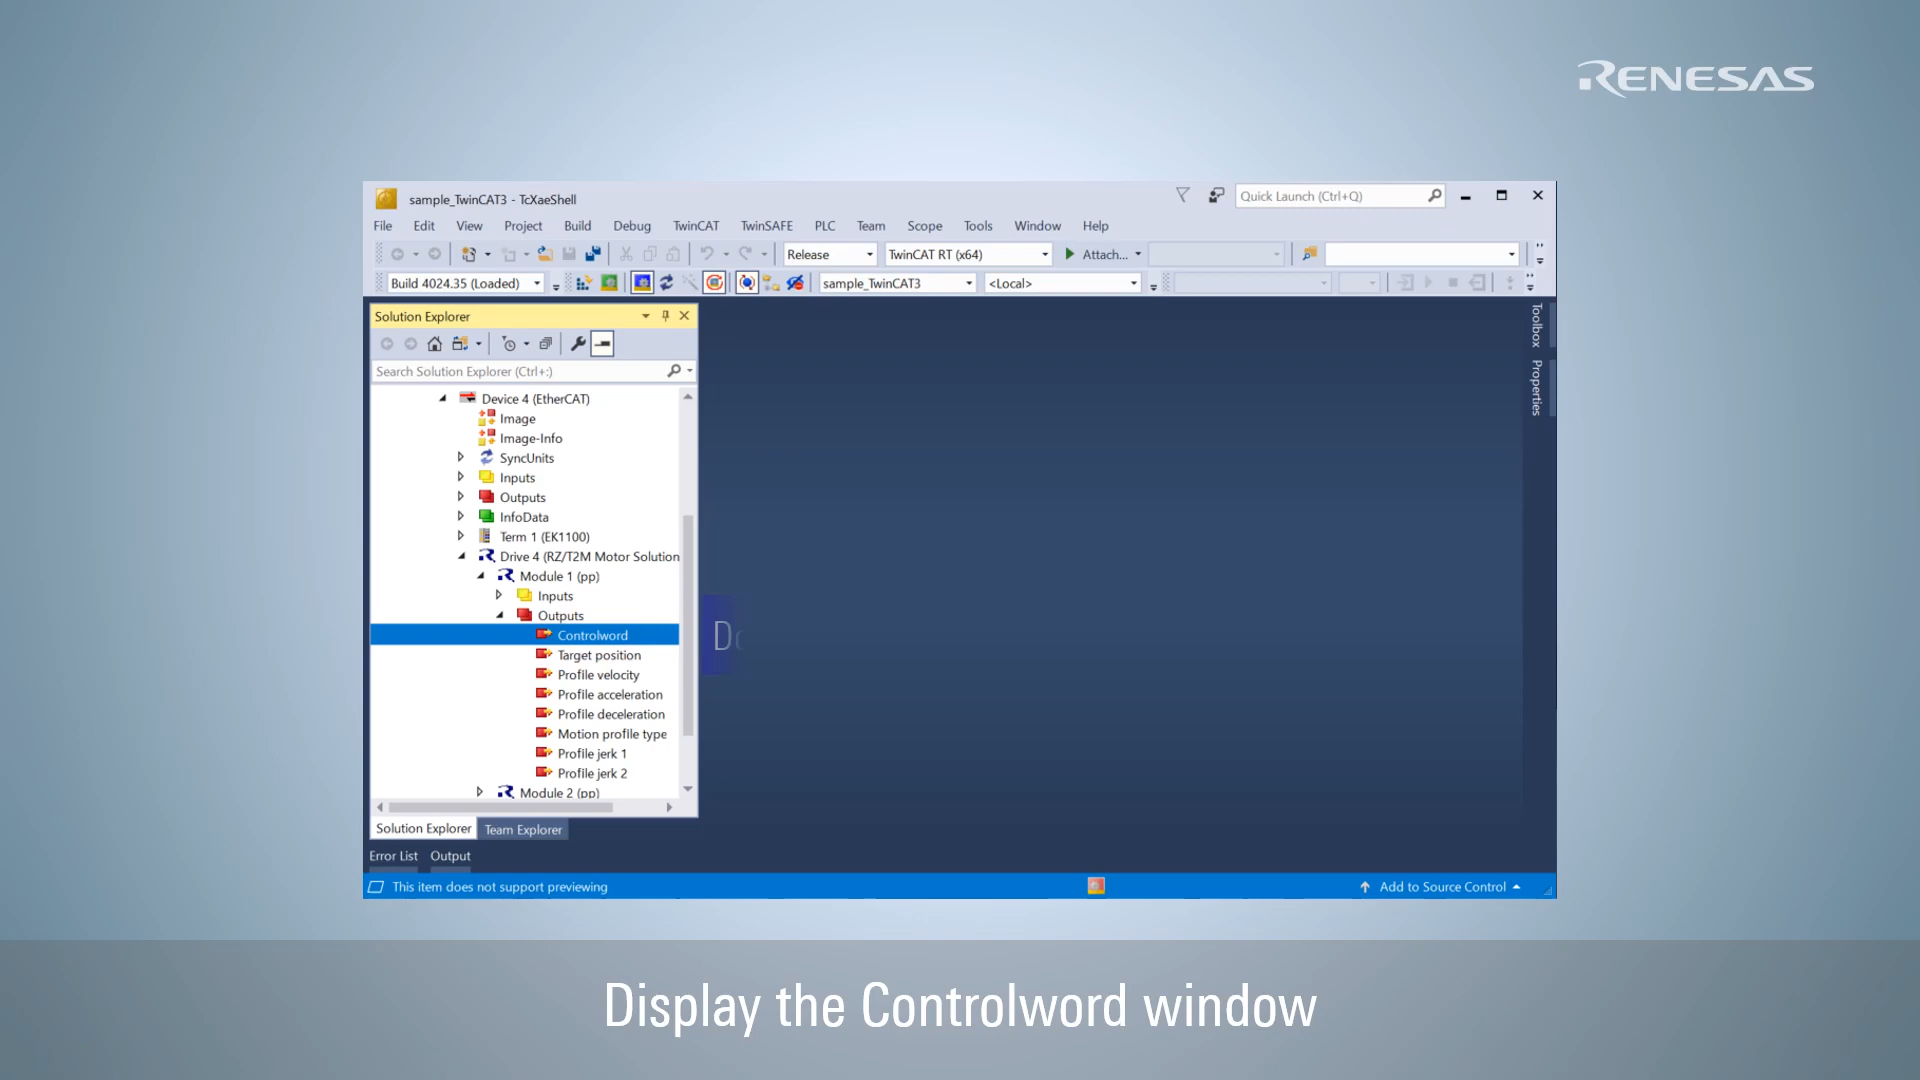 RENESAS
sample_TwinCAT3 - TcXaeShell
Quick Launch (Ctrl+Q)
File Edit View Project Build Debug TwinCAT TwinSAFE PLC Team Scope Tools Window Help
Release TwinCAT RT (x64) Attach...
Build 4024.35 (Loaded) sample_TwinCAT3 <Local>
Solution Explorer
Search Solution Explorer (Ctrl+:)
Device 4 (EtherCAT)
Image
Image-Info
SyncUnits
Inputs
Outputs
InfoData
Term 1 (EK1100)
Drive 4 (RZ/T2M Motor Solution
Module 1 (pp)
Inputs
Outputs
Controlword
Target position
Profile velocity
Profile acceleration
Profile deceleration
Motion profile type
Profile jerk 1
Profile jerk 2
Module 2 (pp)
Toolbox
Properties
Solution Explorer Team Explorer
Error List Output
This item does not support previewing
Add to Source Control
Display the Controlword window